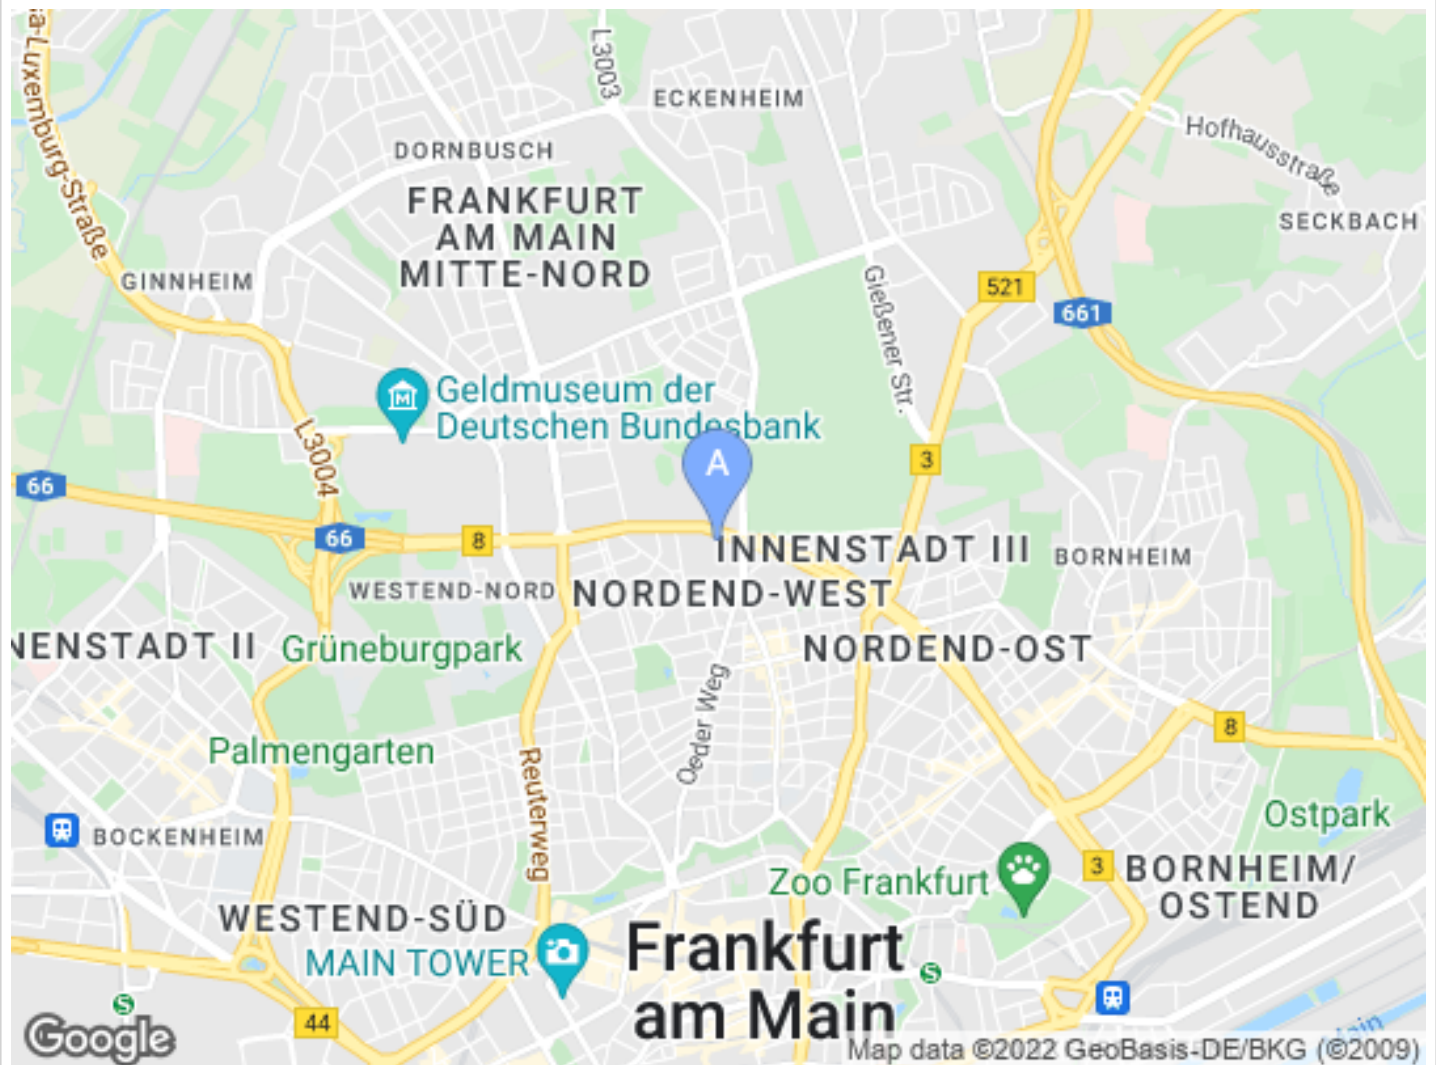 a-Luxemburg-Straße
L3003
ECKENHEIM
Hofhausstraße
DORNBUSCH
FRANKFURT
AM MAIN
MITTE-NORD
SECKBACH
GINNHEIM
Gießener Str.
521
661
Geldmuseum der
Deutschen Bundesbank
L3004
3
A
66
66
8
INNENSTADT III
BORNHEIM
WESTEND-NORD
NORDEND-WEST
NENSTADT II
Grüneburgpark
NORDEND-OST
Oeder Weg
8
Palmengarten
Reuterweg
BOCKENHEIM
Ostpark
Zoo Frankfurt
3
BORNHEIM/
OSTEND
WESTEND-SÜD
MAIN TOWER
Frankfurt
am Main
S
S
44
Main
Google
Map data ©2022 GeoBasis-DE/BKG (©2009)